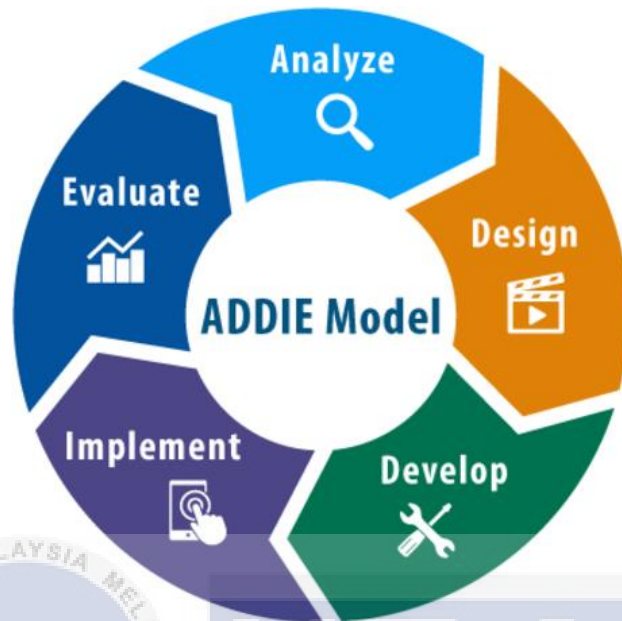 Analyze
Design
Develop
Implement
Evaluate
ADDIE Model